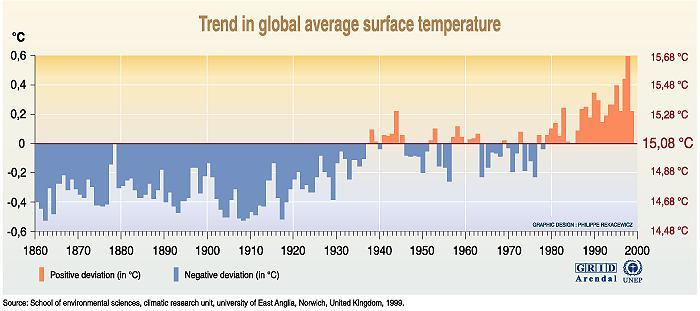 Trend in global average surface temperature
°C
0,6
0,4
0,2
0
-0,2
-0,4
-0,6
15,68 °C
15,48 °C
15,28 °C
15,08 °C
14,88 °C
14,68 °C
14,48 °C
GRAPHIC DESIGN : PHILIPPE REKACEWICZ
1860 1870 1880 1890 1900 1910 1920 1930 1940 1950 1960 1970 1980 1990 2000
Positive deviation (in °C) Negative deviation (in °C)
GRID
Arendal UNEP
Source: School of environmental sciences, climatic research unit, university of East Anglia, Norwich, United Kingdom, 1999.